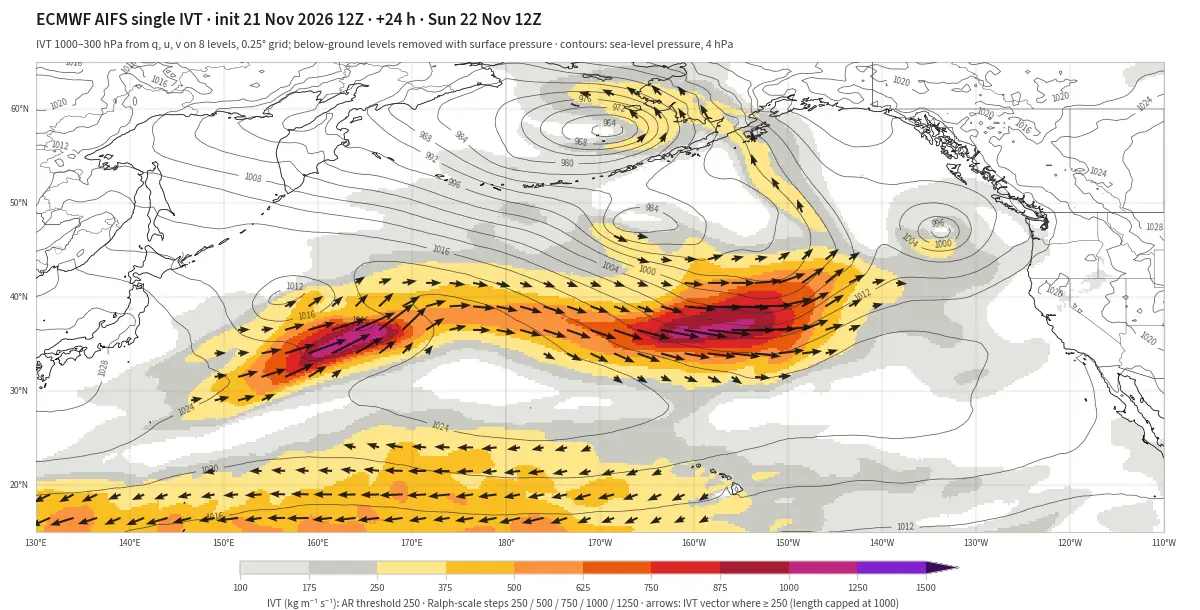 ECMWF AIFS single IVT · init 21 Nov 2026 12Z · +24 h · Sun 22 Nov 12Z
IVT 1000–300 hPa from q, u, v on 8 levels, 0.25° grid; below-ground levels removed with surface pressure · contours: sea-level pressure, 4 hPa
1016 1016 1016 1020 1020
60°N 1020 976 972 1020 1024
964 1020 1016
1012 988 984 968
992 980 1024
1008 996
50°N 984
996 1028
1004 1000
1016 1004 1000
40°N 1012 1012 1020
1016 1016
1020
1028
30°N
1024
1024
1020
20°N
1016 1012
130°E 140°E 150°E 160°E 170°E 180° 170°W 160°W 150°W 140°W 130°W 120°W 110°W
100 175 250 375 500 625 750 875 1000 1250 1500
IVT (kg m⁻¹ s⁻¹): AR threshold 250 · Ralph-scale steps 250 / 500 / 750 / 1000 / 1250 · arrows: IVT vector where ≥ 250 (length capped at 1000)